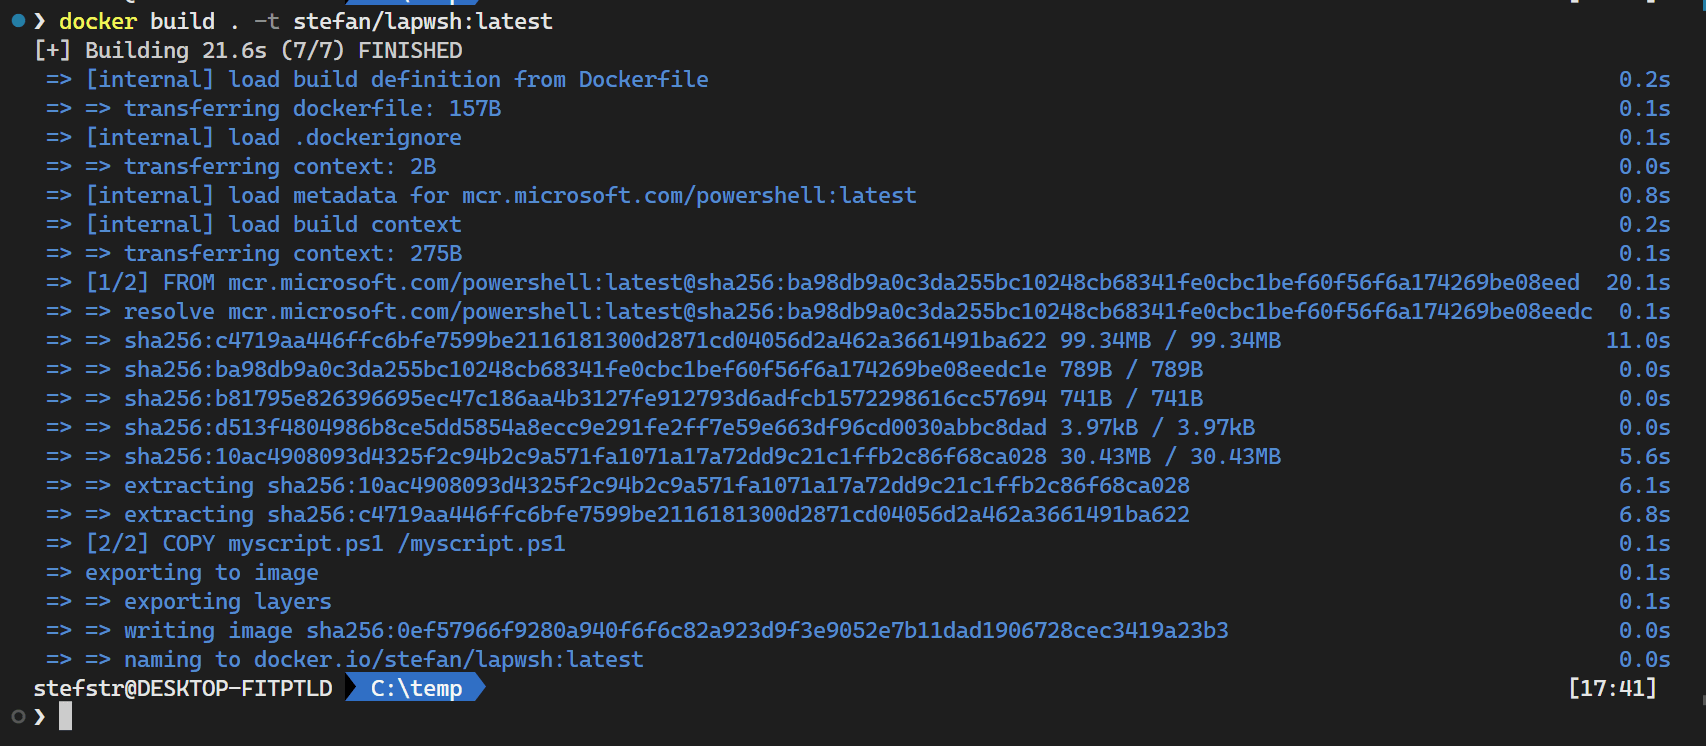 ❯ docker build . -t stefan/lapwsh:latest
[+] Building 21.6s (7/7) FINISHED
=> [internal] load build definition from Dockerfile 0.2s
=> => transferring dockerfile: 157B 0.1s
=> [internal] load .dockerignore 0.1s
=> => transferring context: 2B 0.0s
=> [internal] load metadata for mcr.microsoft.com/powershell:latest 0.8s
=> [internal] load build context 0.2s
=> => transferring context: 275B 0.1s
=> [1/2] FROM mcr.microsoft.com/powershell:latest@sha256:ba98db9a0c3da255bc10248cb68341fe0cbc1bef60f56f6a174269be08eed 20.1s
=> => resolve mcr.microsoft.com/powershell:latest@sha256:ba98db9a0c3da255bc10248cb68341fe0cbc1bef60f56f6a174269be08eedc 0.1s
=> => sha256:c4719aa446ffc6bfe7599be2116181300d2871cd04056d2a462a3661491ba622 99.34MB / 99.34MB 11.0s
=> => sha256:ba98db9a0c3da255bc10248cb68341fe0cbc1bef60f56f6a174269be08eedc1e 789B / 789B 0.0s
=> => sha256:b81795e826396695ec47c186aa4b3127fe912793d6adfcb1572298616cc57694 741B / 741B 0.0s
=> => sha256:d513f4804986b8ce5dd5854a8ecc9e291fe2ff7e59e663df96cd0030abbc8dad 3.97kB / 3.97kB 0.0s
=> => sha256:10ac4908093d4325f2c94b2c9a571fa1071a17a72dd9c21c1ffb2c86f68ca028 30.43MB / 30.43MB 5.6s
=> => extracting sha256:10ac4908093d4325f2c94b2c9a571fa1071a17a72dd9c21c1ffb2c86f68ca028 6.1s
=> => extracting sha256:c4719aa446ffc6bfe7599be2116181300d2871cd04056d2a462a3661491ba622 6.8s
=> [2/2] COPY myscript.ps1 /myscript.ps1 0.1s
=> exporting to image 0.1s
=> => exporting layers 0.1s
=> => writing image sha256:0ef57966f9280a940f6f6c82a923d9f3e9052e7b11dad1906728cec3419a23b3 0.0s
=> => naming to docker.io/stefan/lapwsh:latest 0.0s
stefstr@DESKTOP-FITPTLD C:\temp [17:41]
❯